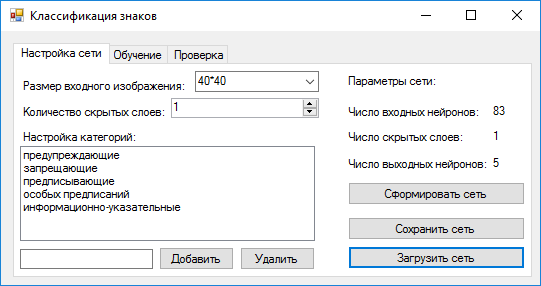 Классификация знаков
Настройка сети
Обучение
Проверка
Размер входного изображения:
40*40
Количество скрытых слоев:
1
Настройка категорий:
предупреждающие
запрещающие
предписывающие
особых предписаний
информационно-указательные
Добавить
Удалить
Параметры сети:
Число входных нейронов: 83
Число скрытых слоев: 1
Число выходных нейронов: 5
Сформировать сеть
Сохранить сеть
Загрузить сеть